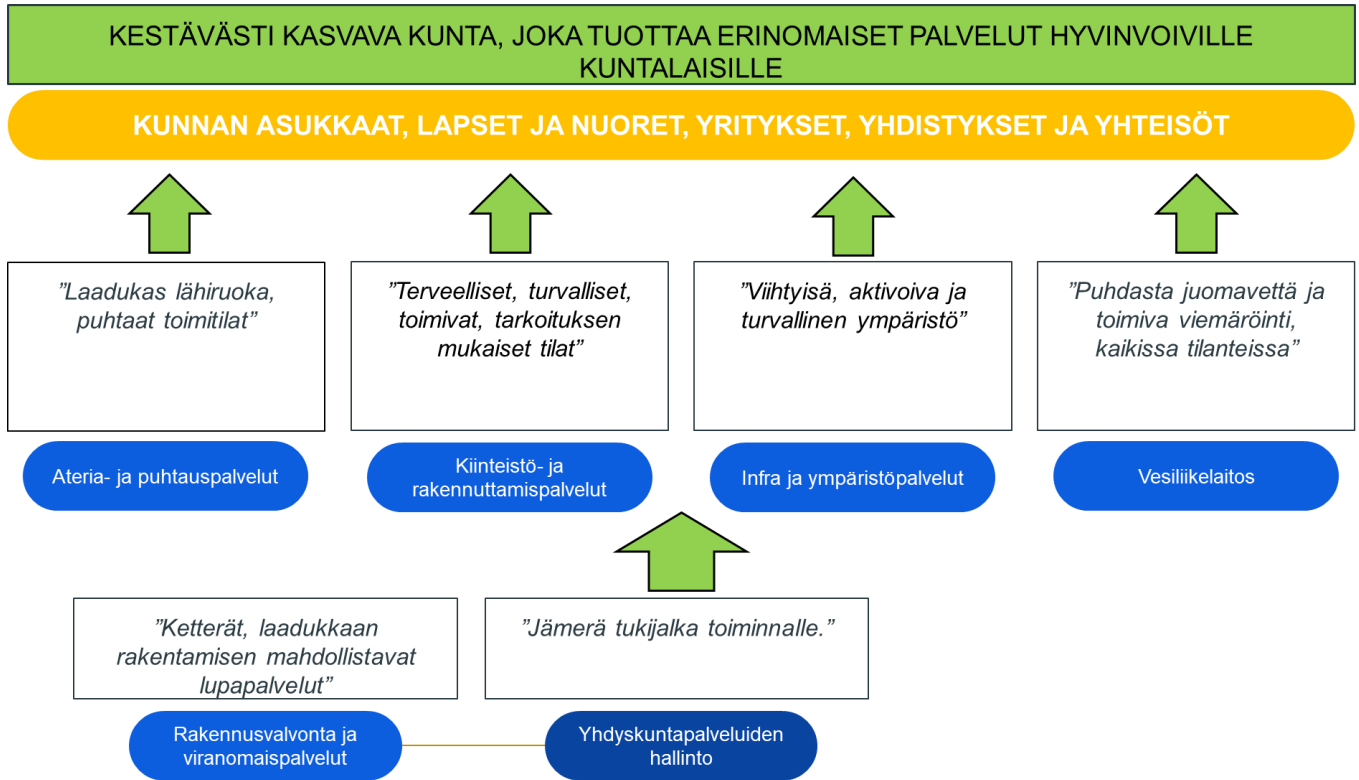 KESTÄVÄSTI KASVAVA KUNTA, JOKA TUOTTAA ERINOMAISET PALVELUT HYVINVOIVILLE
KUNTALAISILLE
KUNNAN ASUKKAAT, LAPSET JA NUORET, YRITYKSET, YHDISTYKSET JA YHTEISÖT
”Laadukas lähiruoka,
puhtaat toimitilat”
”Terveelliset, turvalliset,
toimivat, tarkoituksen
mukaiset tilat”
”Viihtyisä, aktivoiva ja
turvallinen ympäristö”
”Puhdasta juomavettä ja
toimiva viemäröinti,
kaikissa tilanteissa”
Ateria- ja puhtauspalvelut
Kiinteistö- ja
rakennuttamispalvelut
Infra ja ympäristöpalvelut
Vesiliikelaitos
”Ketterät, laadukkaan
rakentamisen mahdollistavat
lupapalvelut”
”Jämerä tukijalka toiminnalle.”
Rakennusvalvonta ja
viranomaispalvelut
Yhdyskuntapalveluiden
hallinto